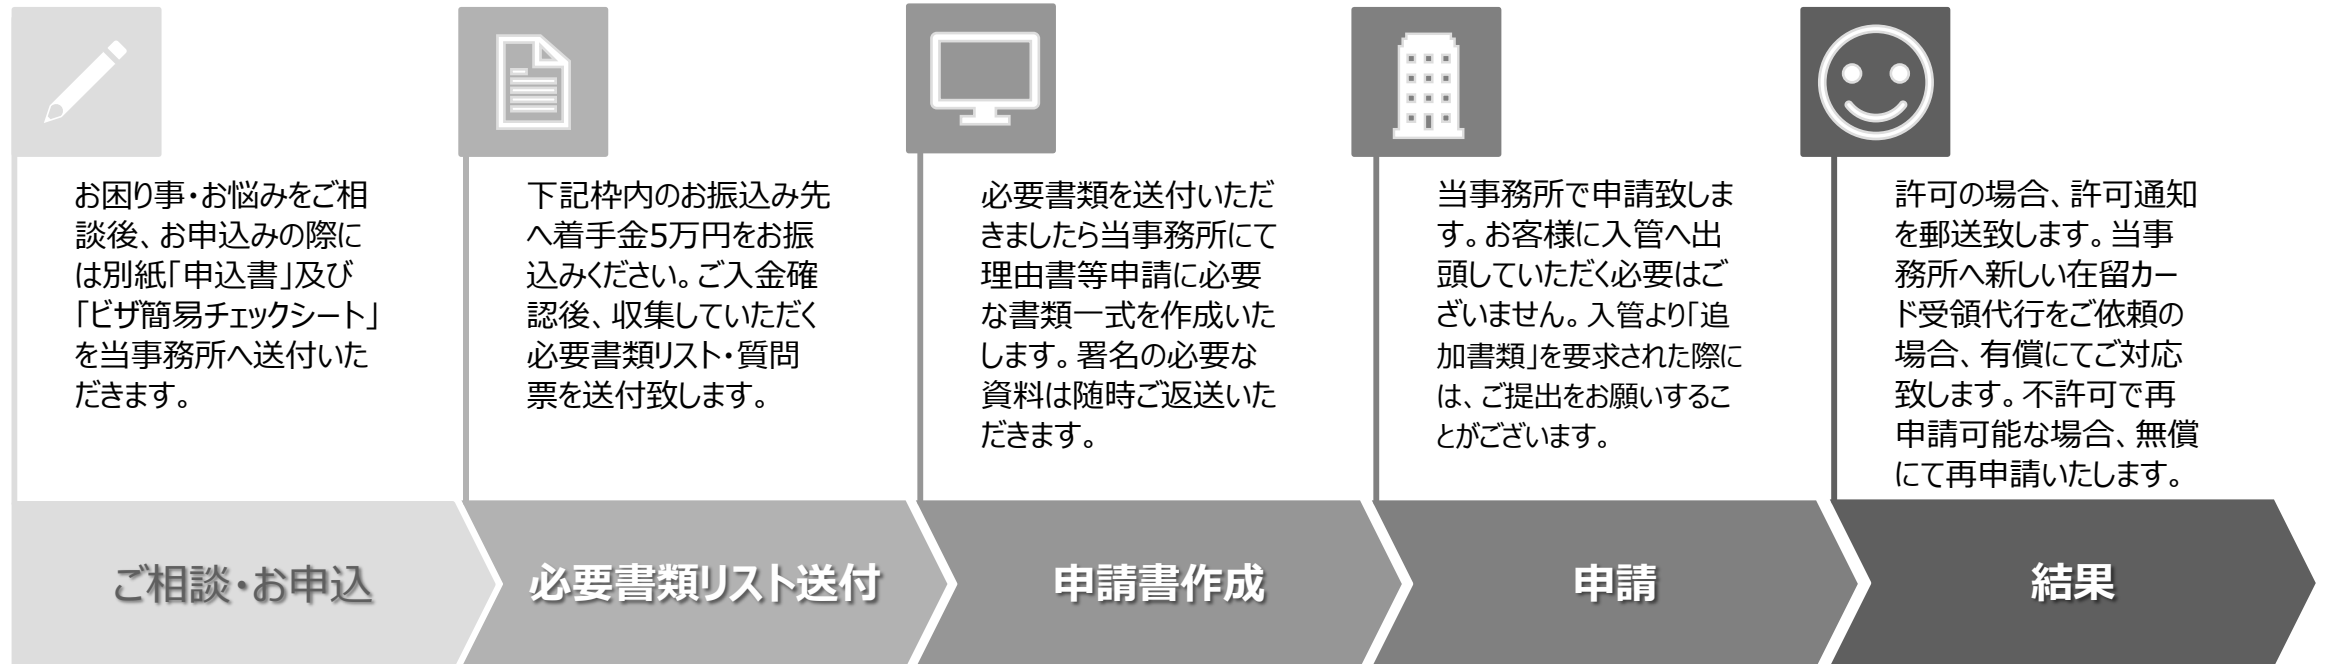 お困り事・お悩みをご相
談後、お申込みの際に
は別紙「申込書」及び
「ビザ簡易チェックシート」
を当事務所へ送付いた
だきます。
ご相談・お申込
下記枠内のお振込み先
へ着手金5万円をお振
込みください。ご入金確
認後、収集していただく
必要書類リスト・質問
票を送付致します。
必要書類リスト送付
必要書類を送付いただ
きましたら当事務所にて
理由書等申請に必要
な書類一式を作成いた
します。署名の必要な
資料は随時ご返送いた
だきます。
申請書作成
当事務所で申請致しま
す。お客様に入管へ出
頭していただく必要はご
ざいません。入管より「追
加書類」を要求された際に
は、ご提出をお願いするこ
とがございます。
申請
許可の場合、許可通知
を郵送致します。当事
務所へ新しい在留カー
ド受領代行をご依頼の
場合、有償にてご対応
致します。不許可で再
申請可能な場合、無償
にて再申請いたします。
結果